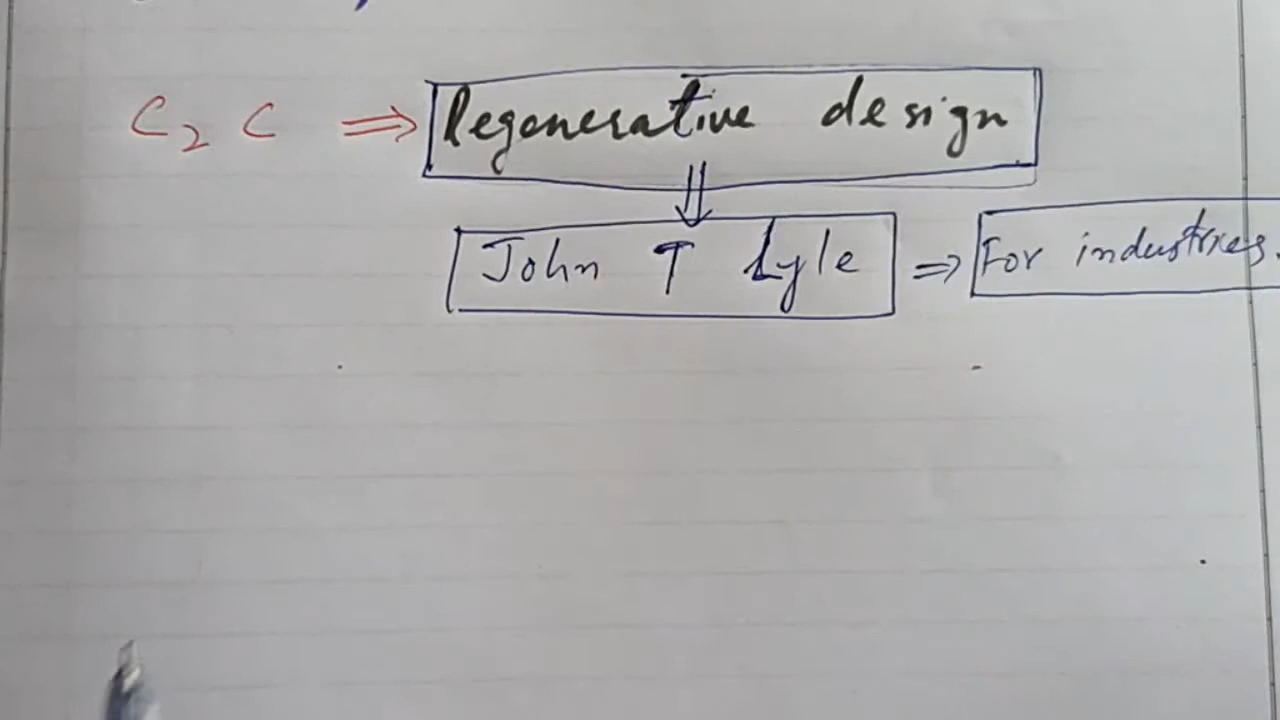 C2C ⇒ Regenerative design
John T Lyle ⇒ For industries.